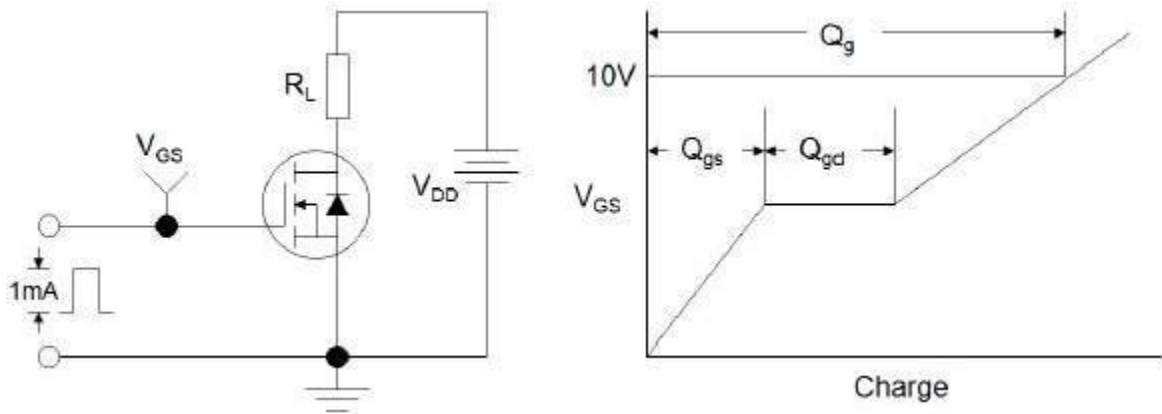 R_L
V_GS
V_DD
1mA
Q_g
10V
Q_gs
Q_gd
V_GS
Charge